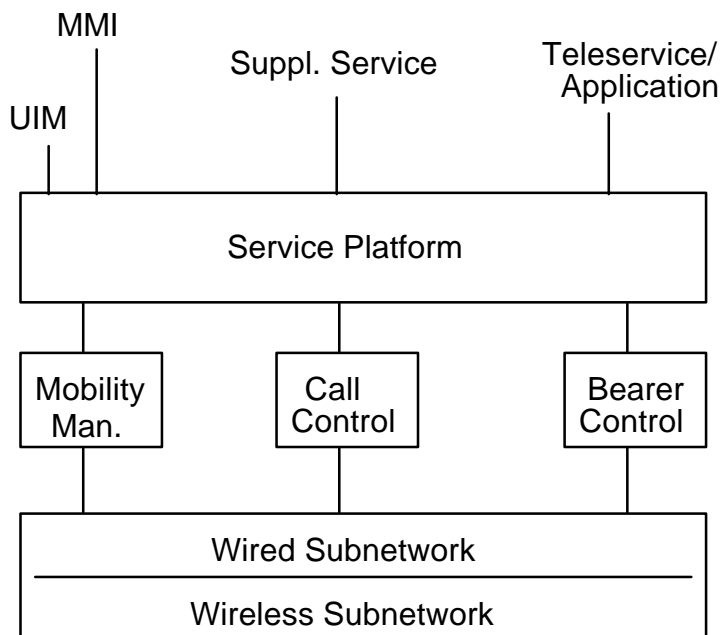 MMI
Suppl. Service
Teleservice/
Application
UIM
Service Platform
Mobility
Man.
Call
Control
Bearer
Control
Wired Subnetwork
Wireless Subnetwork